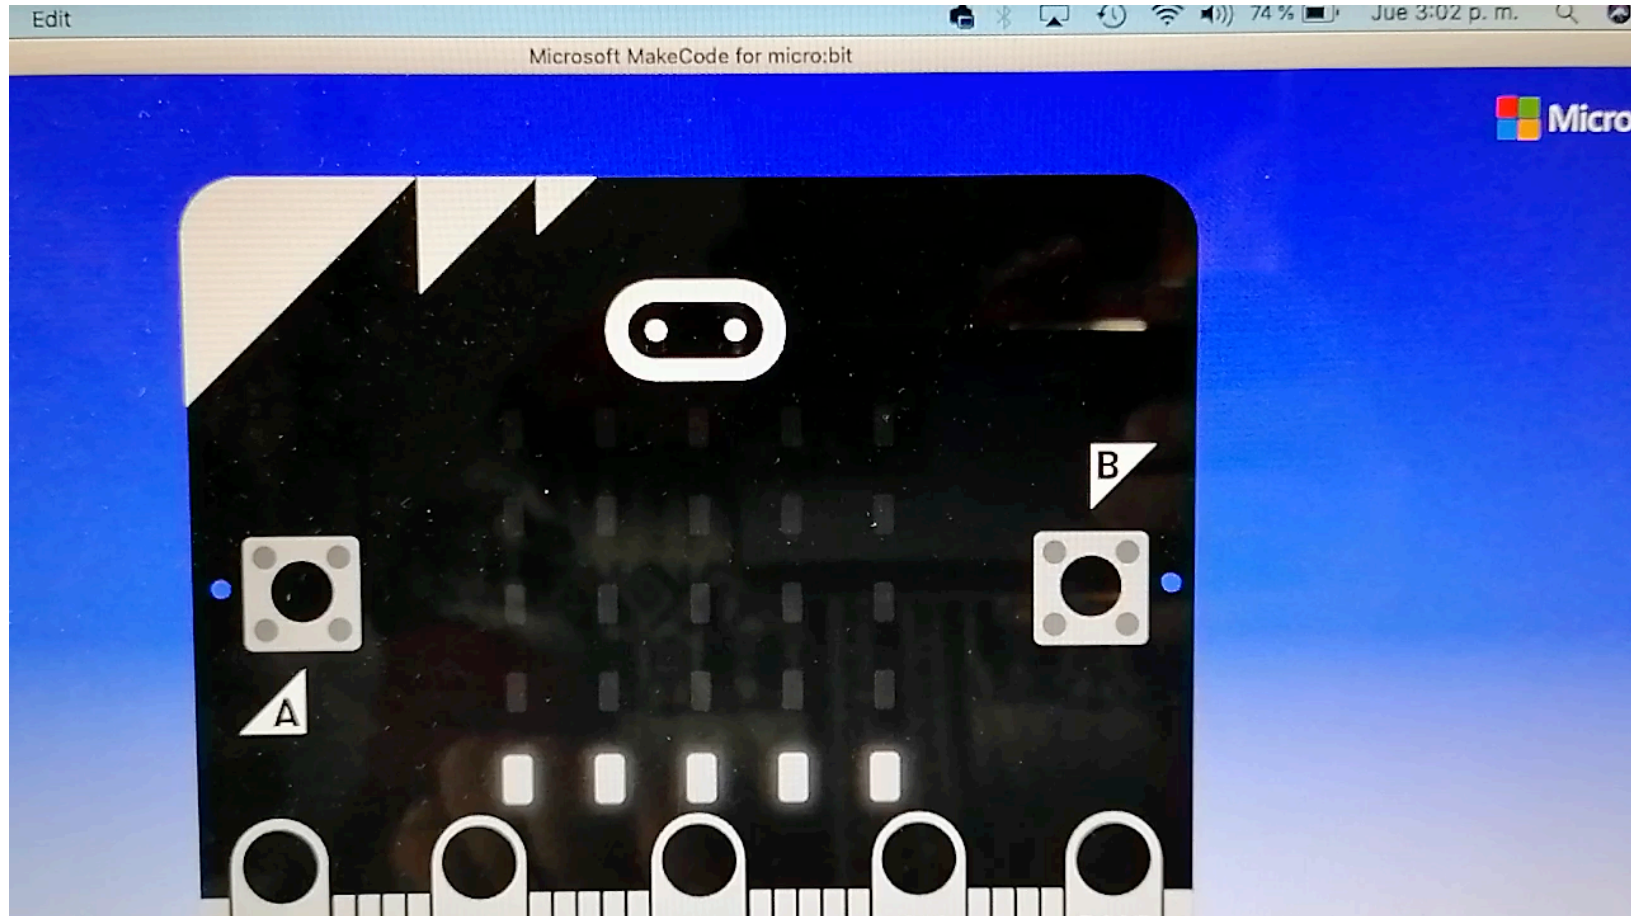 Edit
74 %
Jue 3:02 p. m.
Microsoft MakeCode for micro:bit
Micro
B
A